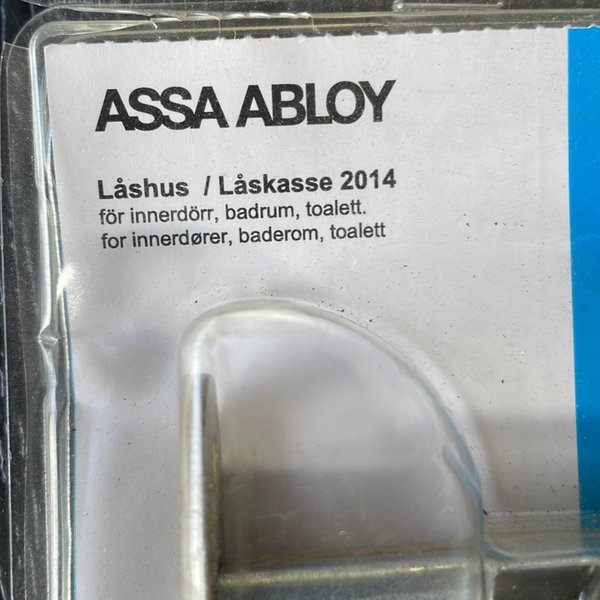 ASSA ABLOY
Låshus / Låskasse 2014
för innerdörr, badrum, toalett.
for innerdører, baderom, toalett